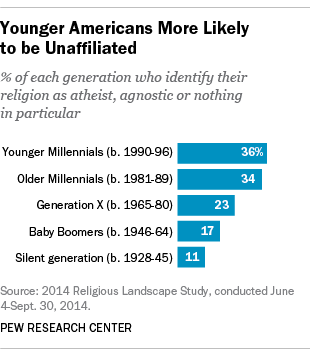 Younger Americans More Likely
to be Unaffiliated
% of each generation who identify their
religion as atheist, agnostic or nothing
in particular
Younger Millennials (b. 1990-96) 36%
Older Millennials (b. 1981-89) 34
Generation X (b. 1965-80) 23
Baby Boomers (b. 1946-64) 17
Silent generation (b. 1928-45) 11
Source: 2014 Religious Landscape Study, conducted June
4-Sept. 30, 2014.
PEW RESEARCH CENTER